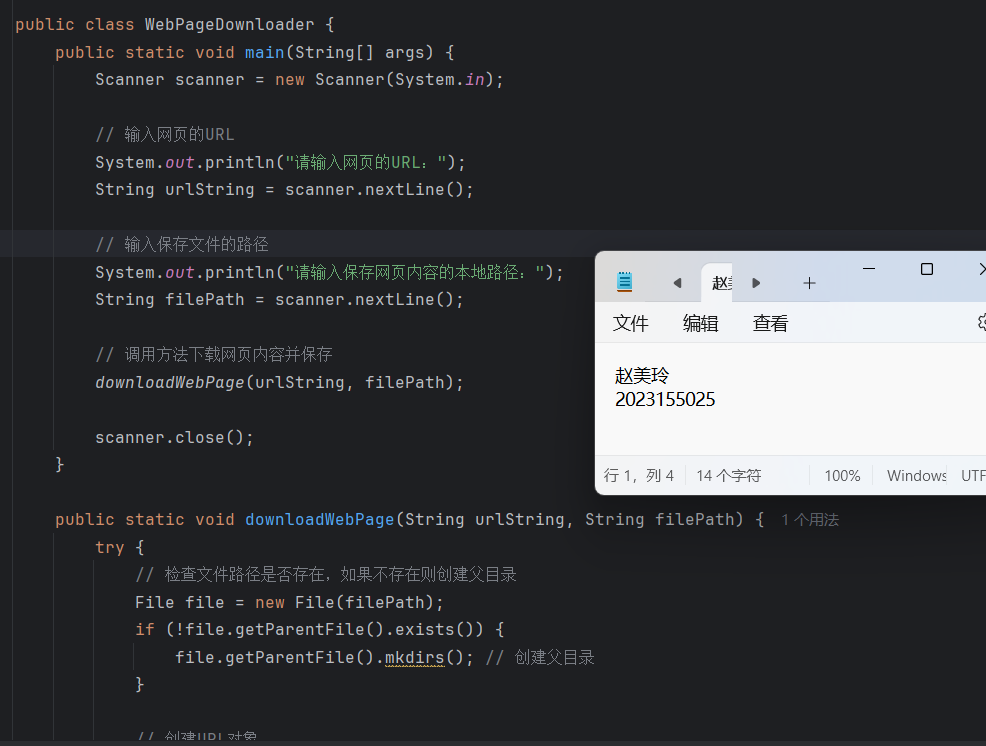 public class WebPageDownloader {
public static void main(String[] args) {
Scanner scanner = new Scanner(System.in);
// 输入网页的URL
System.out.println("请输入网页的URL：");
String urlString = scanner.nextLine();
// 输入保存文件的路径
System.out.println("请输入保存网页内容的本地路径：");
String filePath = scanner.nextLine();
// 调用方法下载网页内容并保存
downloadWebPage(urlString, filePath);
scanner.close();
}
public static void downloadWebPage(String urlString, String filePath) { 1 个用法
try {
// 检查文件路径是否存在，如果不存在则创建父目录
File file = new File(filePath);
if (!file.getParentFile().exists()) {
file.getParentFile().mkdirs(); // 创建父目录
}
// 创建URL对象
赵美
文件 编辑 查看
赵美玲
2023155025
行 1，列 4 14 个字符 100% Windows UTF